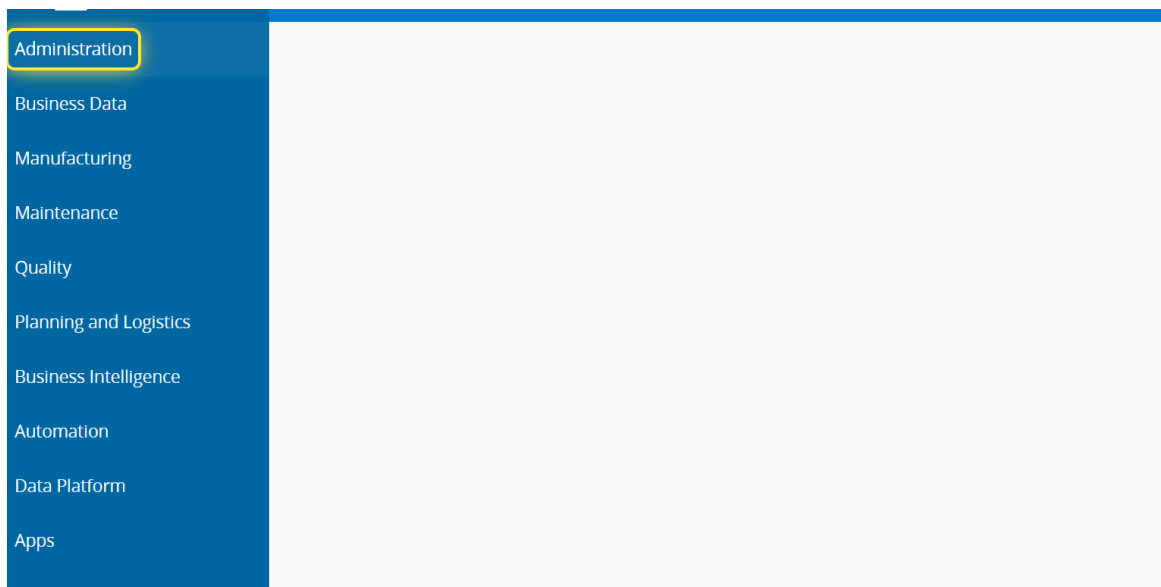 Administration
Business Data
Manufacturing
Maintenance
Quality
Planning and Logistics
Business Intelligence
Automation
Data Platform
Apps